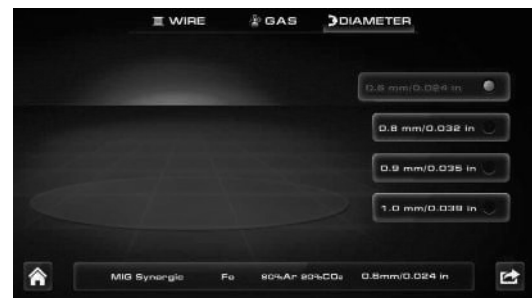 WIRE GAS DIAMETER
0.6 mm/0.024 in
0.8 mm/0.032 in
0.9 mm/0.035 in
1.0 mm/0.039 in
MIG Synergic Fe 80%Ar 20%CO₂ 0.6mm/0.024 in